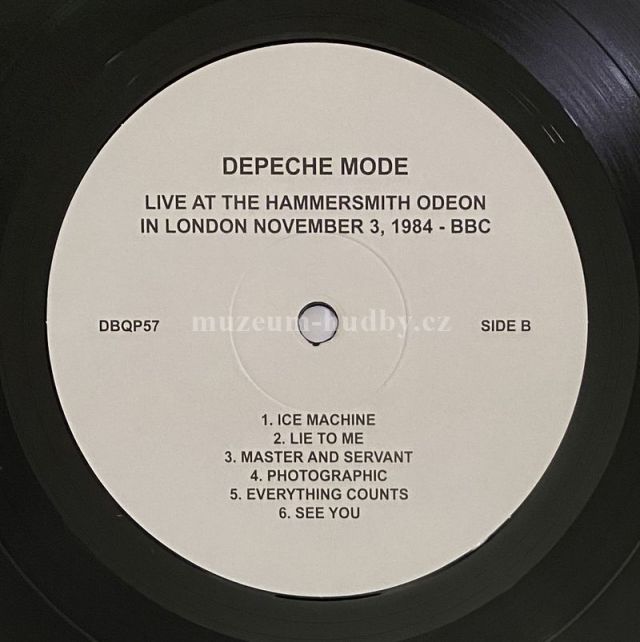 DEPECHE MODE
LIVE AT THE HAMMERSMITH ODEON
IN LONDON NOVEMBER 3, 1984 - BBC
DBQP57
muzeum-hudby.cz
SIDE B
1. ICE MACHINE
2. LIE TO ME
3. MASTER AND SERVANT
4. PHOTOGRAPHIC
5. EVERYTHING COUNTS
6. SEE YOU